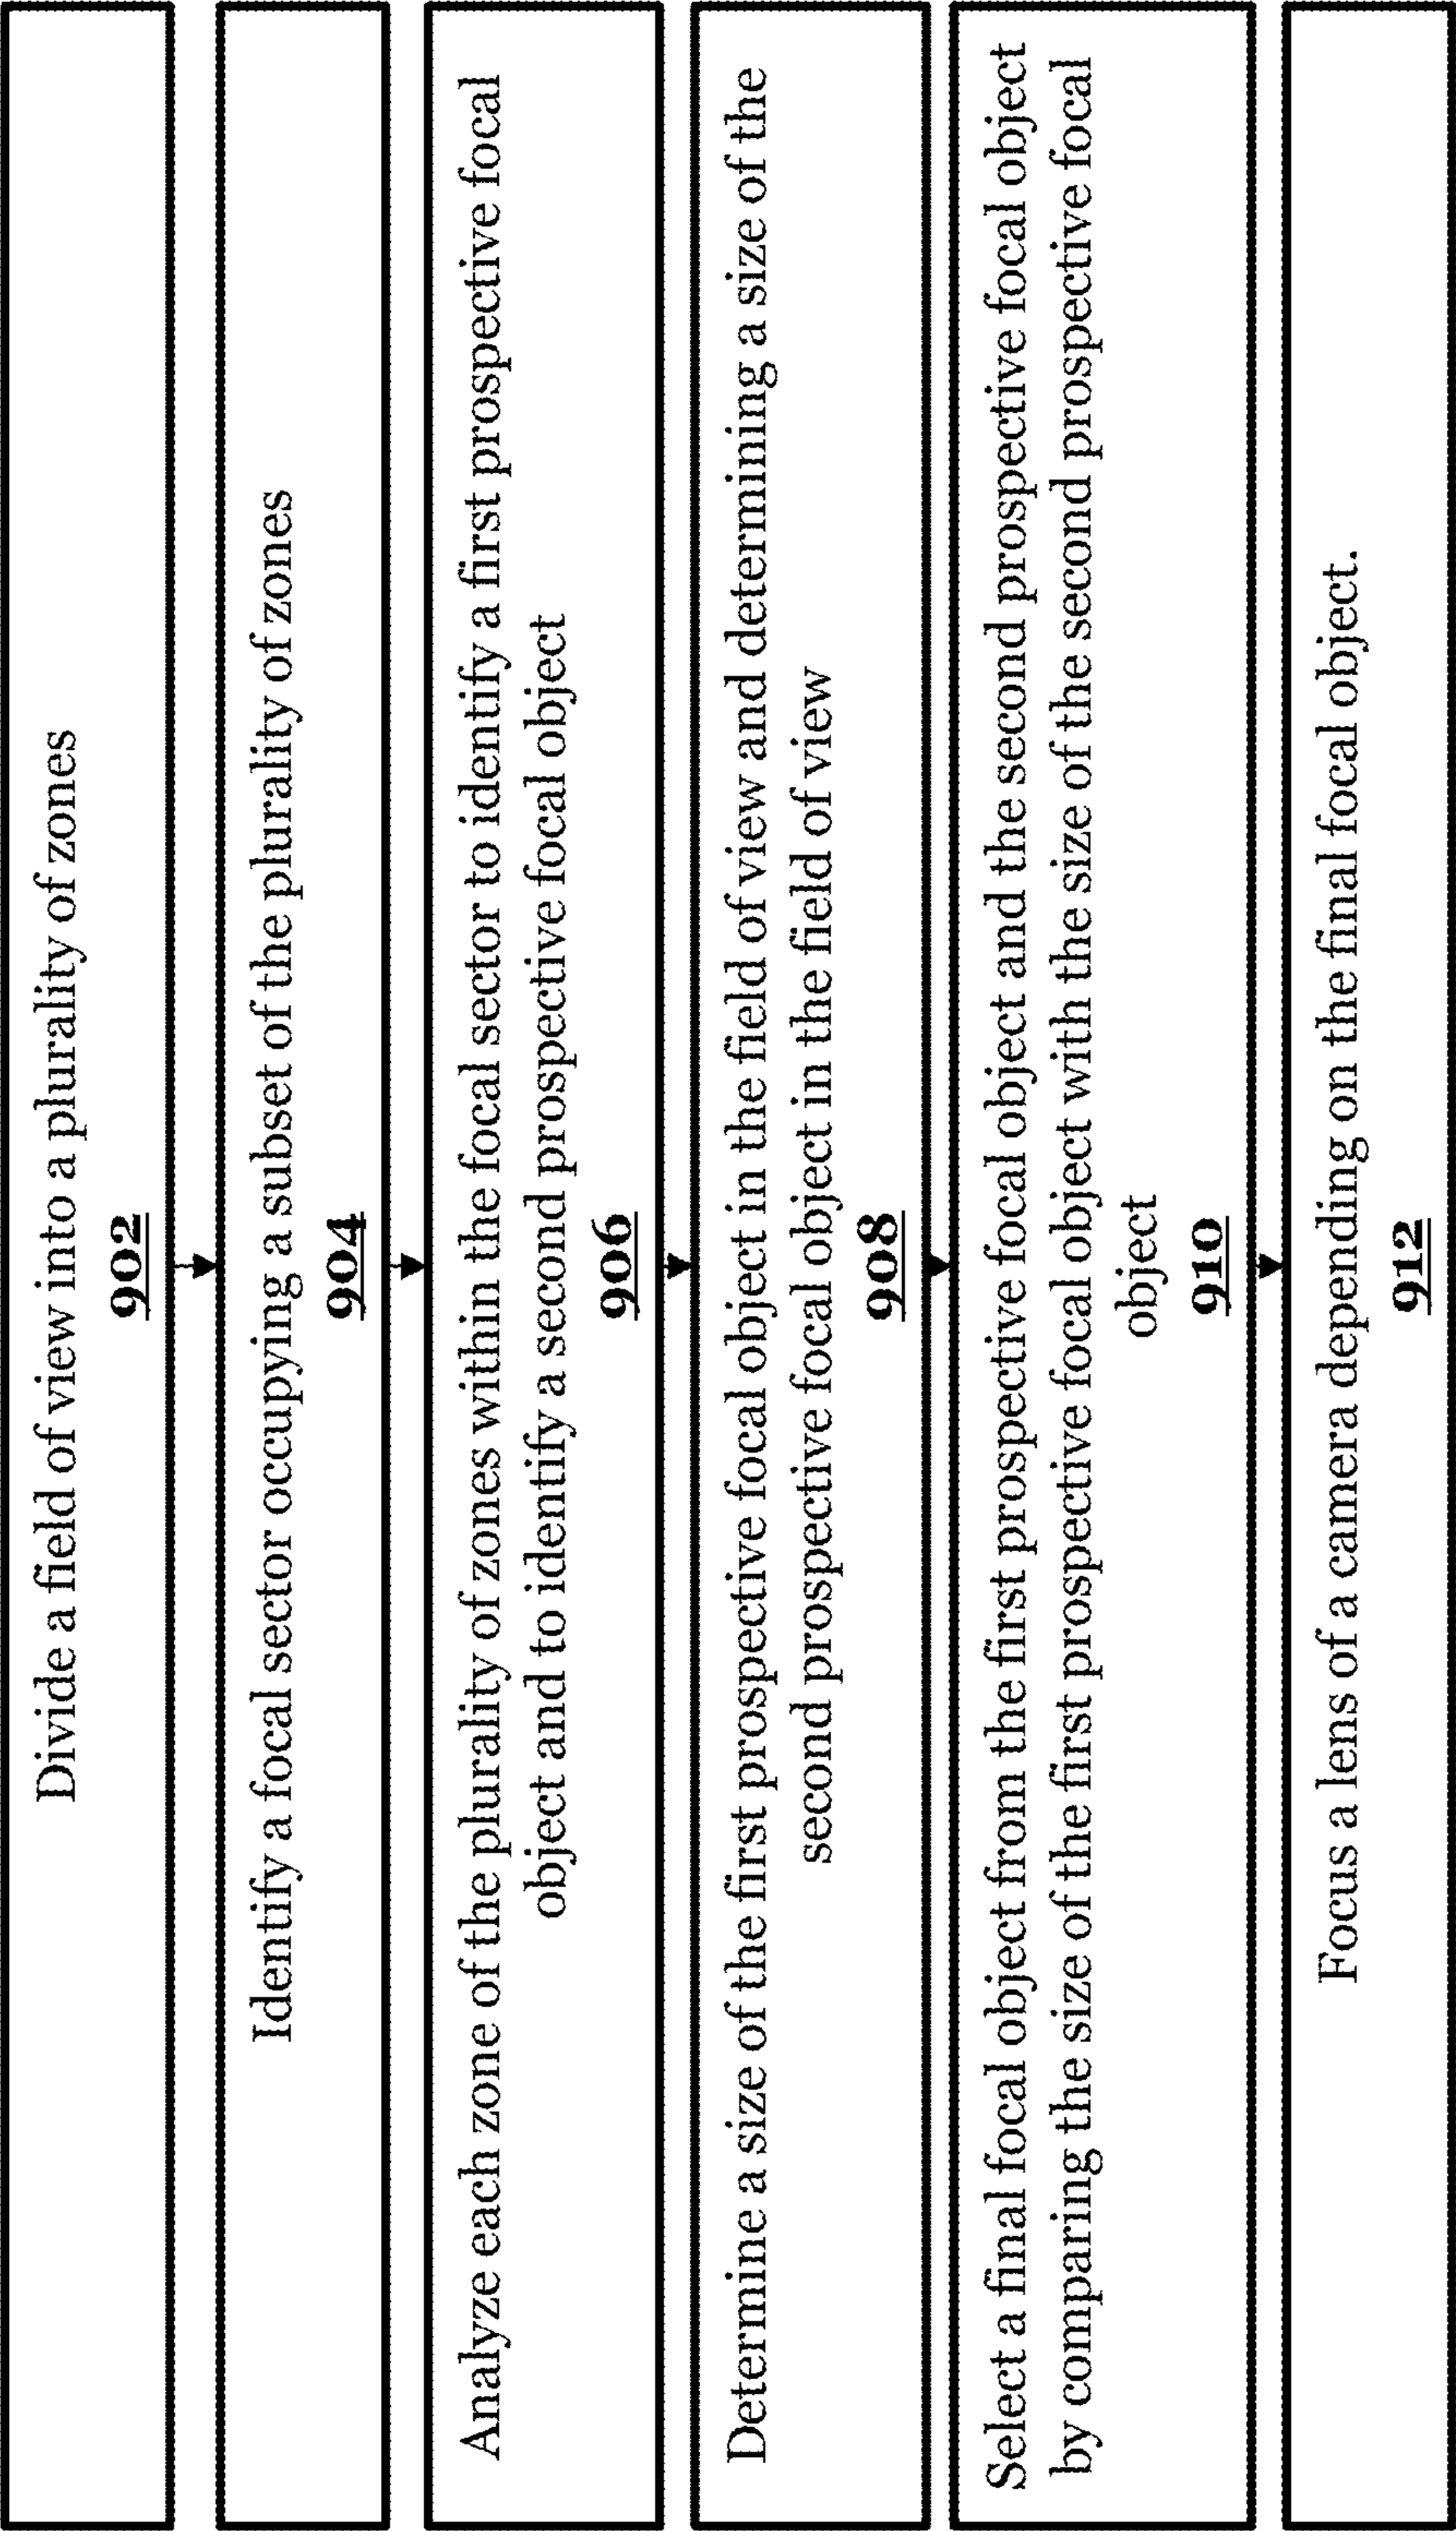 Divide a field of view into a plurality of zones
902
Identify a focal sector occupying a subset of the plurality of zones
904
Analyze each zone of the plurality of zones within the focal sector to identify a first prospective focal
object and to identify a second prospective focal object
906
Determine a size of the first prospective focal object in the field of view and determining a size of the
second prospective focal object in the field of view
908
Select a final focal object from the first prospective focal object and the second prospective focal object
by comparing the size of the first prospective focal object with the size of the second prospective focal
object
910
Focus a lens of a camera depending on the final focal object.
912